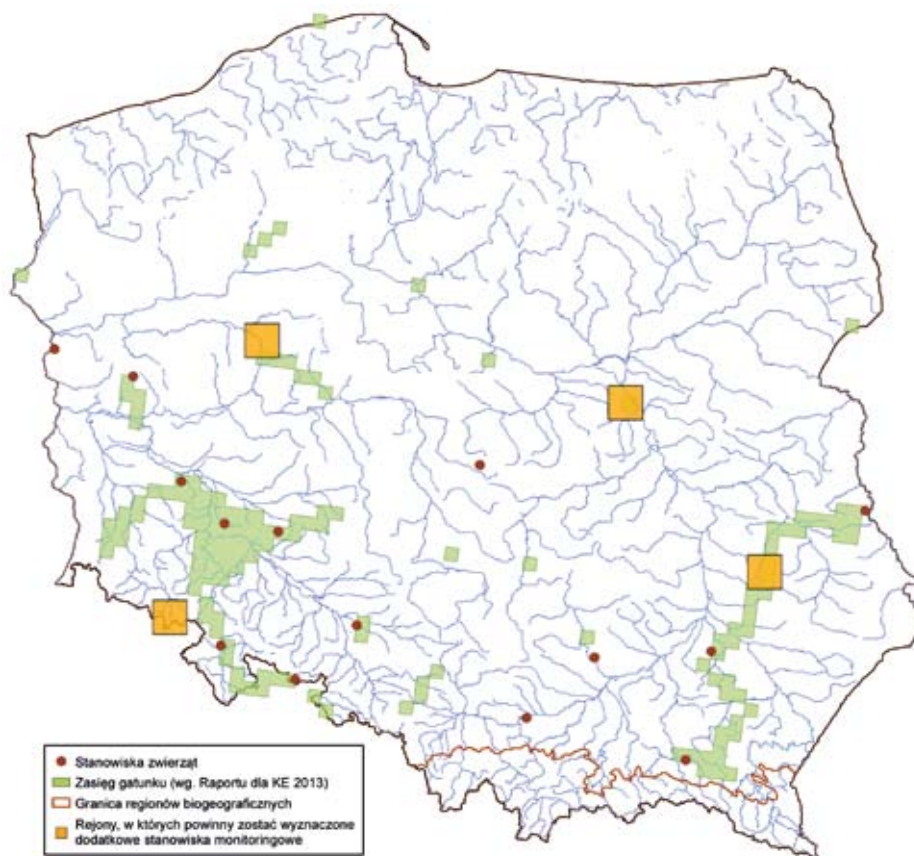 Stanowiska zwierząt
Zasięg gatunku (wg. Raportu dla KE 2013)
Granica regionów biogeograficznych
Rejony, w których powinny zostać wyznaczone
dodatkowe stanowiska monitoringowe